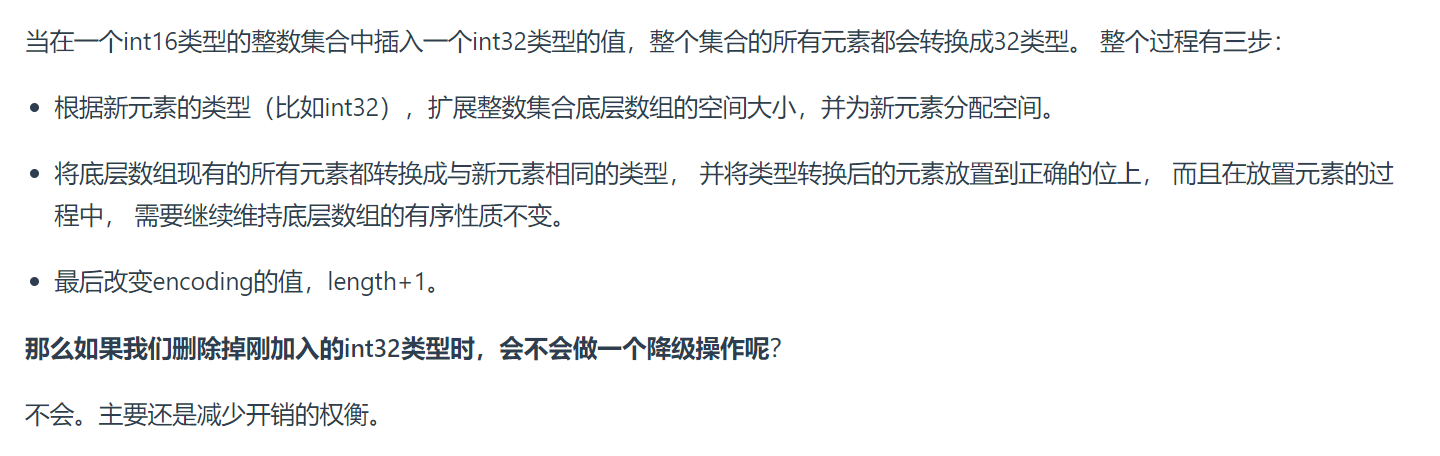 当在一个int16类型的整数集合中插入一个int32类型的值，整个集合的所有元素都会转换成32类型。 整个过程有三步：
• 根据新元素的类型（比如int32），扩展整数集合底层数组的空间大小，并为新元素分配空间。
• 将底层数组现有的所有元素都转换成与新元素相同的类型， 并将类型转换后的元素放置到正确的位上， 而且在放置元素的过
程中， 需要继续维持底层数组的有序性质不变。
• 最后改变encoding的值，length+1。
那么如果我们删除掉刚加入的int32类型时，会不会做一个降级操作呢？
不会。主要还是减少开销的权衡。